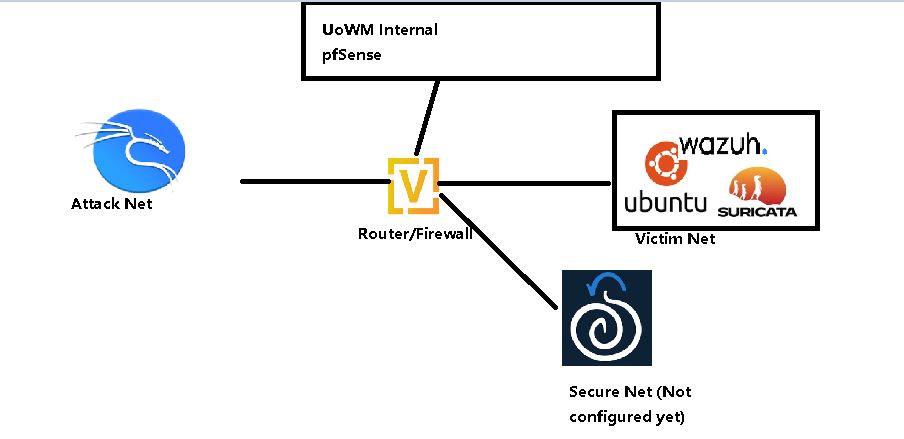 UoWM Internal
pfSense
wazuh.
ubuntu
SURICATA
Attack Net
V
Router/Firewall
Victim Net
Secure Net (Not
configured yet)